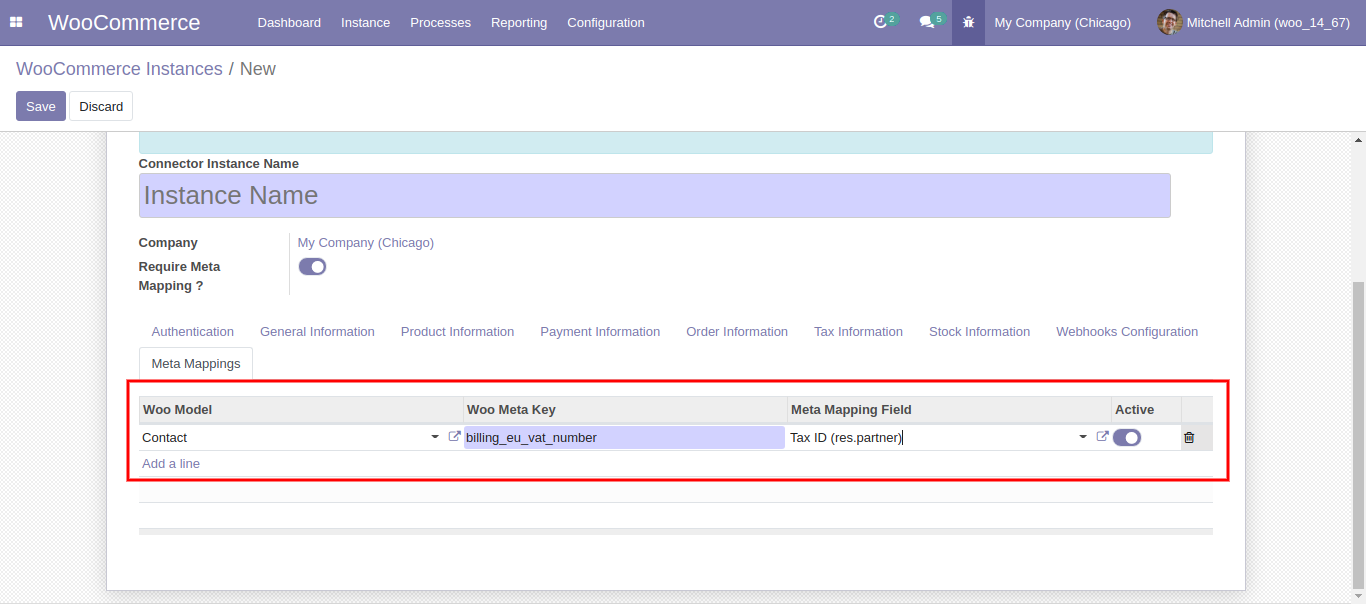 WooCommerce Dashboard Instance Processes Reporting Configuration 2 5 My Company (Chicago) Mitchell Admin (woo_14_67)
WooCommerce Instances / New
Save Discard
Connector Instance Name
Instance Name
Company My Company (Chicago)
Require Meta
Mapping ?
Authentication General Information Product Information Payment Information Order Information Tax Information Stock Information Webhooks Configuration
Meta Mappings
Woo Model Woo Meta Key Meta Mapping Field Active
Contact billing_eu_vat_number Tax ID (res.partner)
Add a line